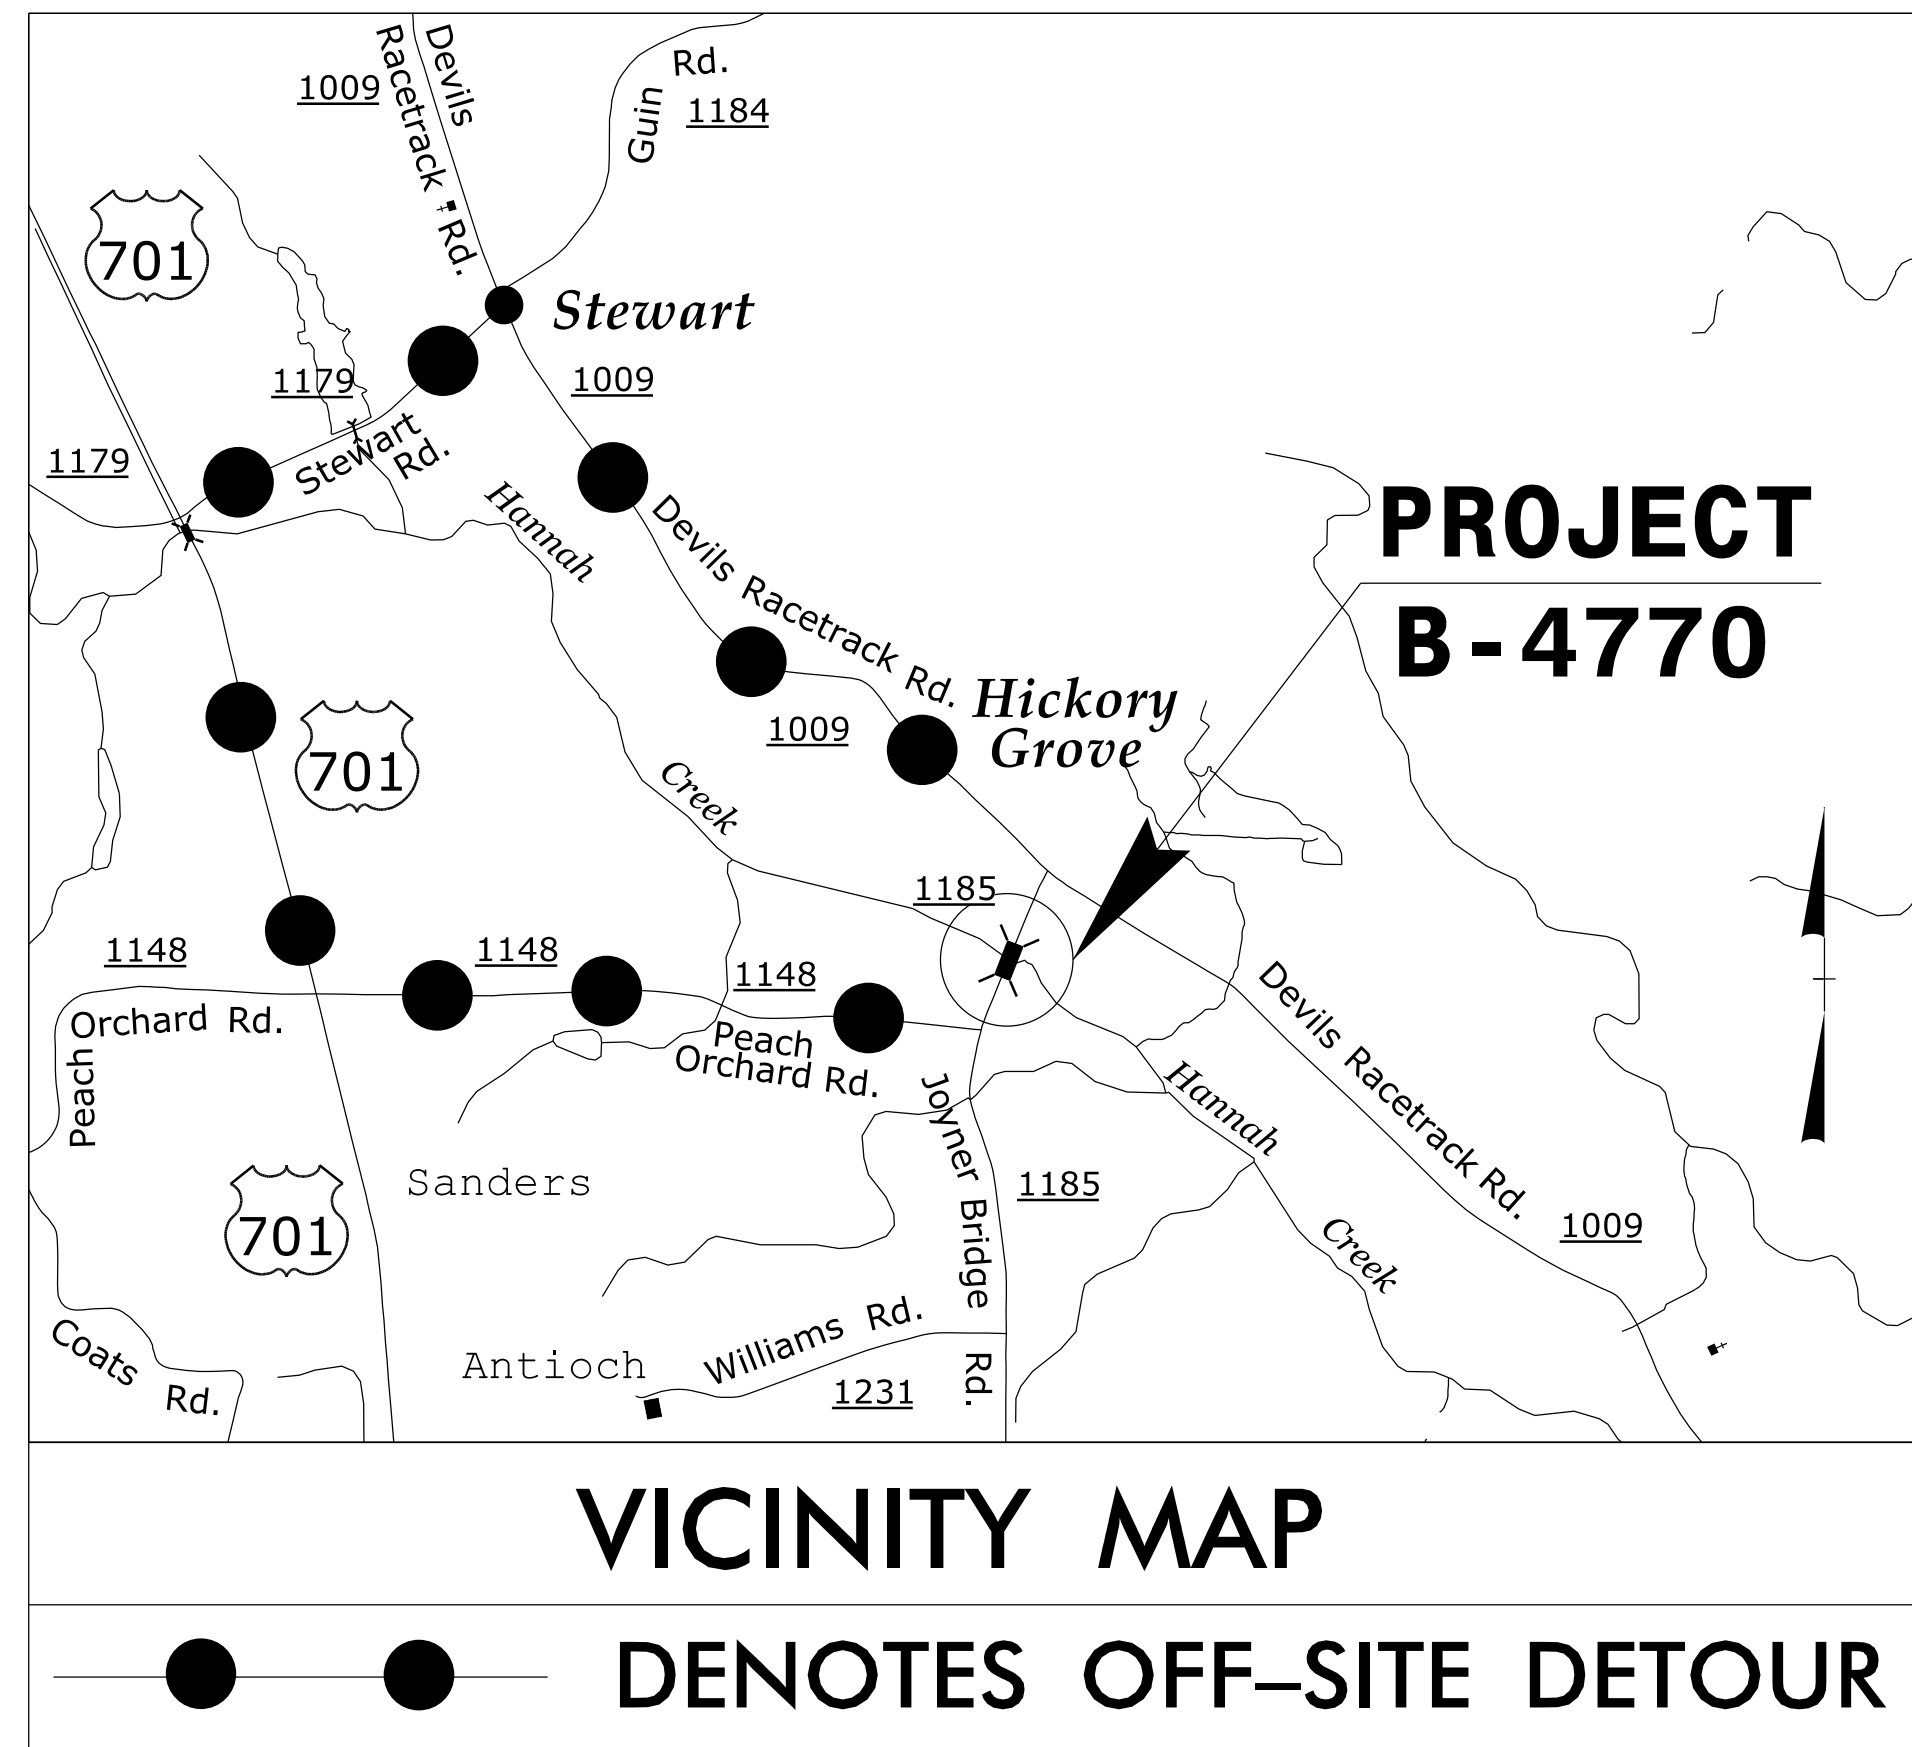 Devils
Racetrack Rd.
1009
Guin Rd.
1184
701
Stewart
1179
1009
Stewart
Rd.
1179
Hannah
Creek
Devils Racetrack Rd.
PROJECT
B-4770
Hickory
Grove
1009
701
1185
1148
1148
1148
Peach Orchard Rd.
Peach
Orchard Rd.
Devils Racetrack Rd.
Hannah
Creek
Joyner Bridge Rd.
1185
1009
Sanders
701
Coats Rd.
Antioch
Williams Rd.
1231
VICINITY MAP
DENOTES OFF-SITE DETOUR